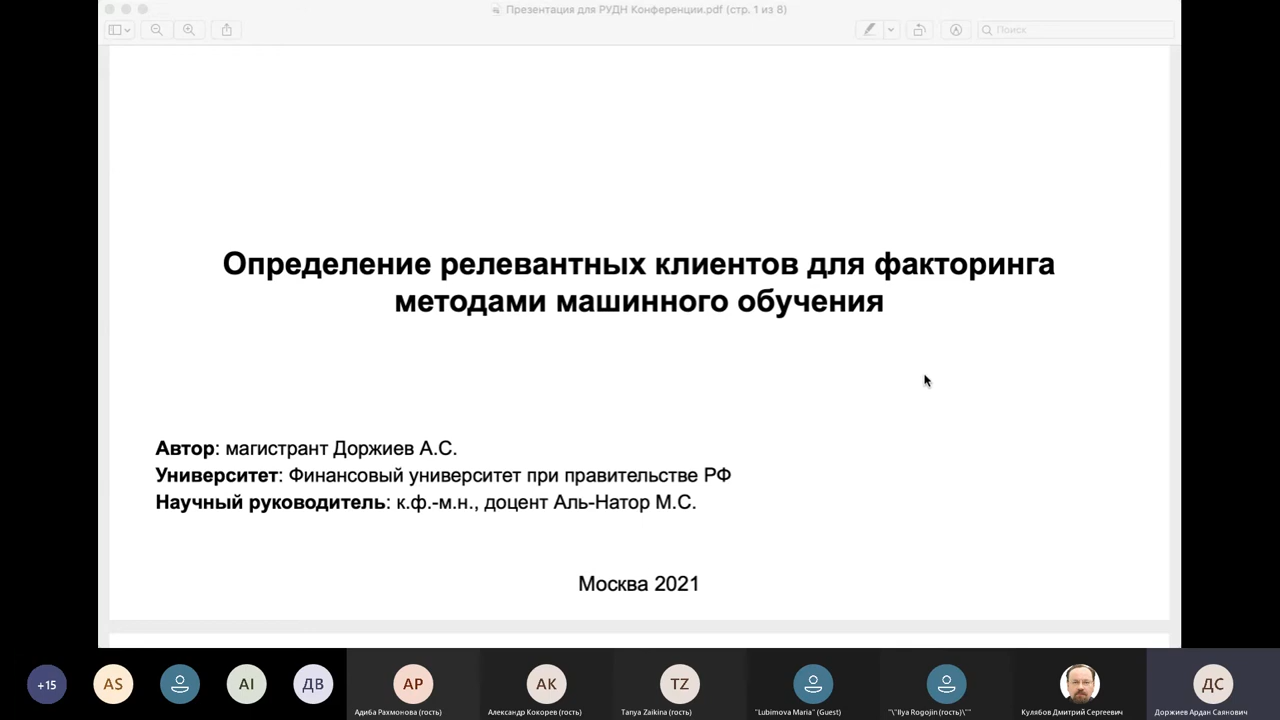 Презентация для РУДН Конференции.pdf (стр. 1 из 8)
Поиск
Определение релевантных клиентов для факторинга
методами машинного обучения
Автор: магистрант Доржиев А.С.
Университет: Финансовый университет при правительстве РФ
Научный руководитель: к.ф.-м.н., доцент Аль-Натор М.С.
Москва 2021
+15
AS
AI
ДВ
АР
АК
TZ
ДС
Адиба Рахмонова (гость)
Александр Кокорев (гость)
Tanya Zaikina (гость)
"Lubimova Maria" (Guest)
"\"Ilya Rogojin (гость)\""
Кулябов Дмитрий Сергеевич
Доржиев Ардан Саянович